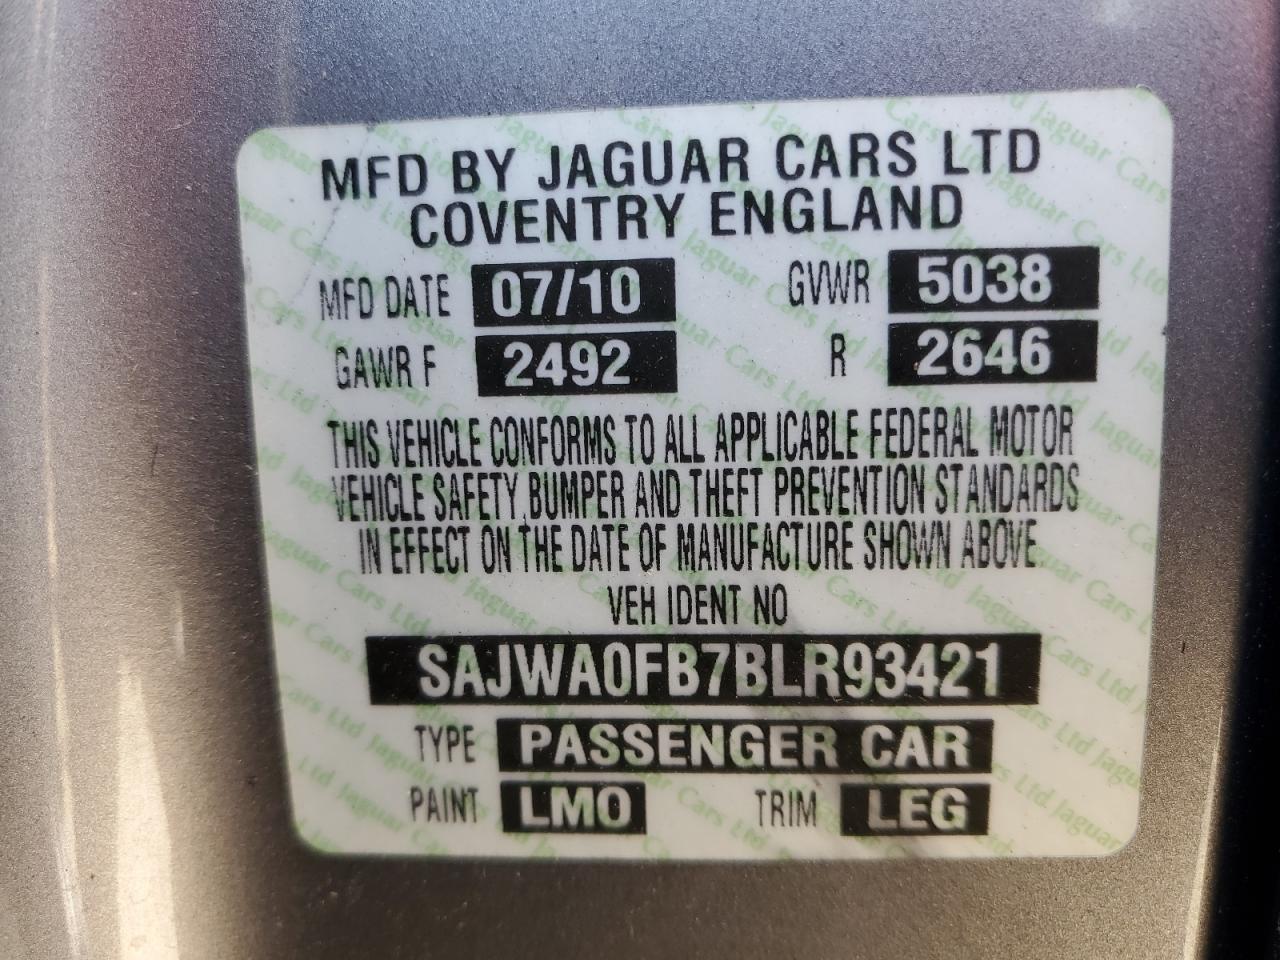 MFD BY JAGUAR CARS LTD
COVENTRY ENGLAND
MFD DATE 07/10 GVWR 5038
GAWR F 2492 R 2646
THIS VEHICLE CONFORMS TO ALL APPLICABLE FEDERAL MOTOR
VEHICLE SAFETY, BUMPER AND THEFT PREVENTION STANDARDS
IN EFFECT ON THE DATE OF MANUFACTURE SHOWN ABOVE.
VEH IDENT NO
SAJWA0FB7BLR93421
TYPE PASSENGER CAR
PAINT LMO TRIM LEG